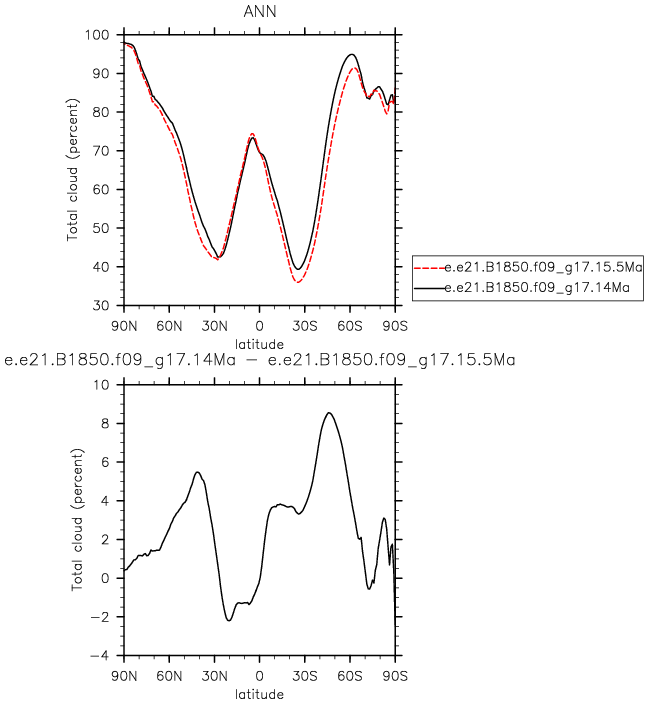 ANN
100
90
80
70
60
50
40
30
Total cloud (percent)
90N 60N 30N 0 30S 60S 90S
latitude
e.e21.B1850.f09_g17.15.5Ma
e.e21.B1850.f09_g17.14Ma
e.e21.B1850.f09_g17.14Ma — e.e21.B1850.f09_g17.15.5Ma
10
8
6
4
2
0
−2
−4
Total cloud (percent)
90N 60N 30N 0 30S 60S 90S
latitude